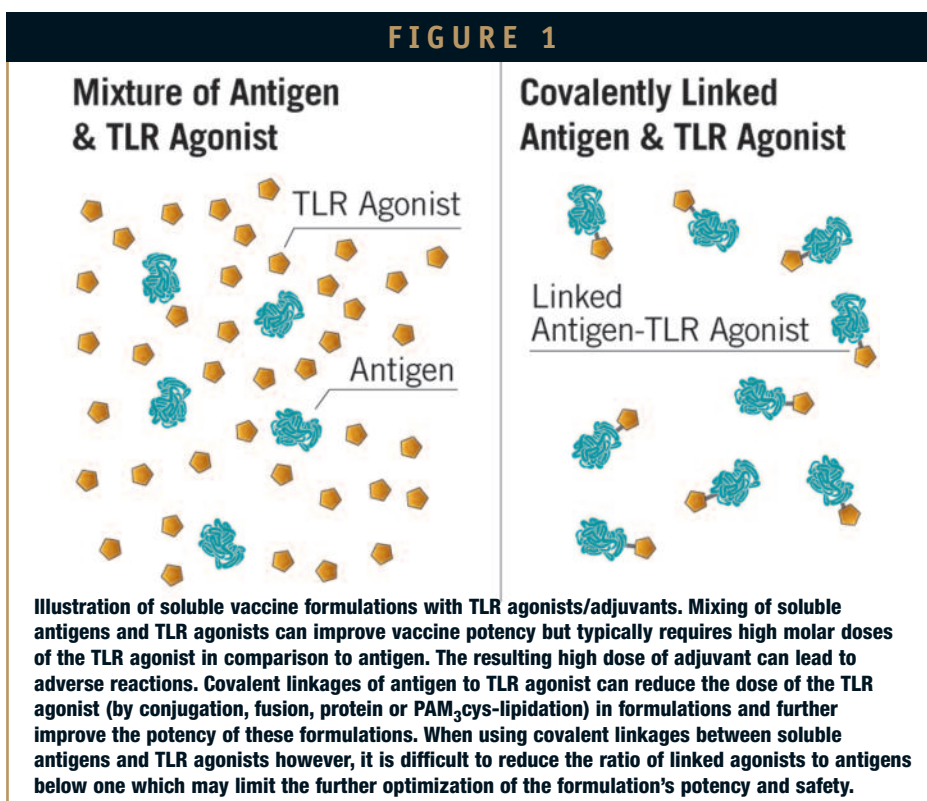 FIGURE 1
Mixture of Antigen
& TLR Agonist
TLR Agonist
Antigen
Covalently Linked
Antigen & TLR Agonist
Linked
Antigen-TLR Agonist
Illustration of soluble vaccine formulations with TLR agonists/adjuvants. Mixing of soluble
antigens and TLR agonists can improve vaccine potency but typically requires high molar doses
of the TLR agonist in comparison to antigen. The resulting high dose of adjuvant can lead to
adverse reactions. Covalent linkages of antigen to TLR agonist can reduce the dose of the TLR
agonist (by conjugation, fusion, protein or PAM₃cys-lipidation) in formulations and further
improve the potency of these formulations. When using covalent linkages between soluble
antigens and TLR agonists however, it is difficult to reduce the ratio of linked agonists to antigens
below one which may limit the further optimization of the formulation's potency and safety.